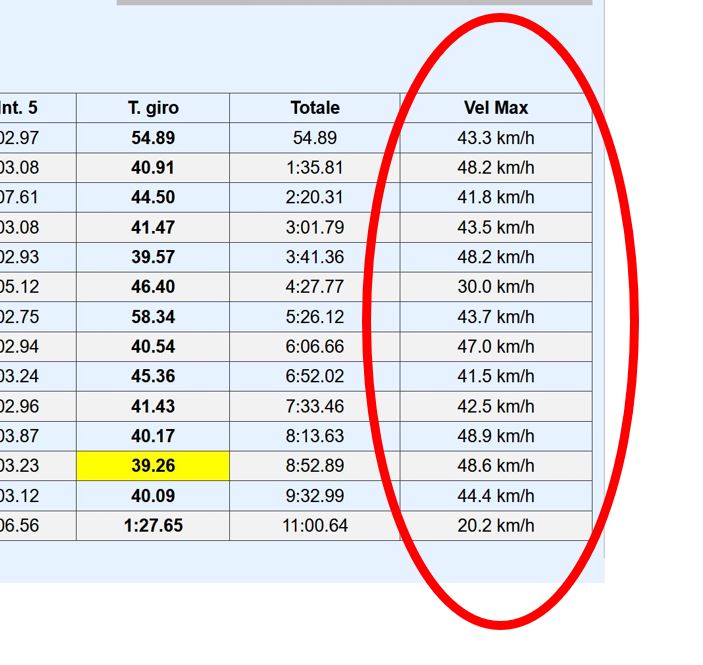 Int. 5 T. giro Totale Vel Max
02.97 54.89 54.89 43.3 km/h
03.08 40.91 1:35.81 48.2 km/h
07.61 44.50 2:20.31 41.8 km/h
03.08 41.47 3:01.79 43.5 km/h
02.93 39.57 3:41.36 48.2 km/h
05.12 46.40 4:27.77 30.0 km/h
02.75 58.34 5:26.12 43.7 km/h
02.94 40.54 6:06.66 47.0 km/h
03.24 45.36 6:52.02 41.5 km/h
02.96 41.43 7:33.46 42.5 km/h
03.87 40.17 8:13.63 48.9 km/h
03.23 39.26 8:52.89 48.6 km/h
03.12 40.09 9:32.99 44.4 km/h
06.56 1:27.65 11:00.64 20.2 km/h